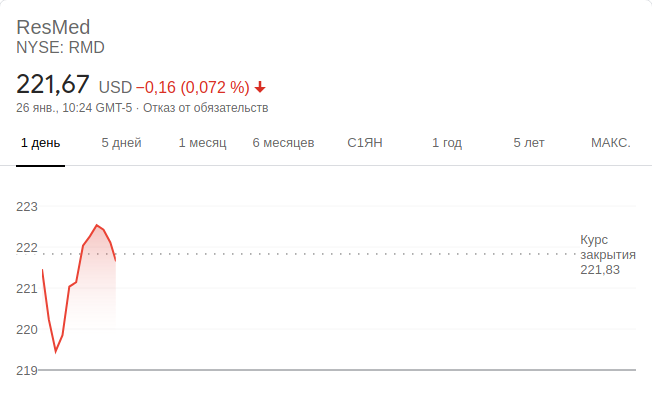 ResMed
NYSE: RMD
221,67 USD −0,16 (0,072 %)
26 янв., 10:24 GMT-5 · Отказ от обязательств
1 день 5 дней 1 месяц 6 месяцев С1ЯН 1 год 5 лет МАКС.
223
222
221
220
219
Курс
закрытия
221,83